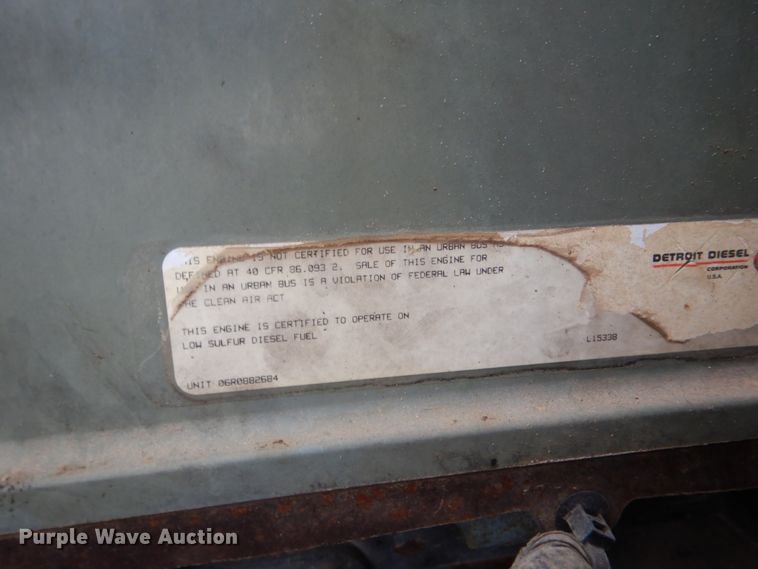 ENGINE IS NOT CERTIFIED FOR USE IN AN URBAN BUS AS
DEFINED AT 40 CFR 86.093 2. SALE OF THIS ENGINE FOR
IN AN URBAN BUS IS A VIOLATION OF FEDERAL LAW UNDER
CLEAN AIR ACT
THIS ENGINE IS CERTIFIED TO OPERATE ON
LOW SULFUR DIESEL FUEL
L15338
UNIT 06R0882684
DETROIT DIESEL
CORPORATION
U.S.A.
Purple Wave Auction